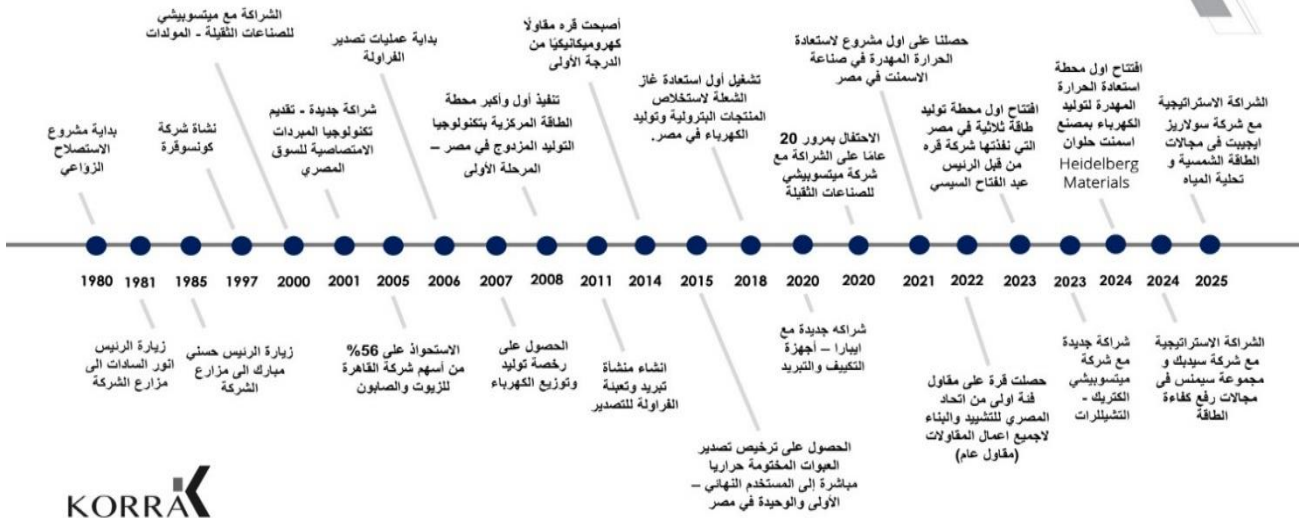 الشراكة مع ميتسوبيشي
للصناعات الثقيلة - المولدات
بداية عمليات تصدير
الفراولة
أصبحت قره مقاولًا
كهروميكانيكيًا من
الدرجة الأولى
حصلنا على اول مشروع لاستعادة
الحرارة المهدرة في صناعة
الاسمنت في مصر
افتتاح اول محطة
استعادة الحرارة
المهدرة لتوليد
الكهرباء بمصنع
اسمنت حلوان
Heidelberg
Materials
الشراكة الاستراتيجية
مع شركة سولاريز
ايجيبت فى مجالات
الطاقة الشمسية و
تحلية المياه
بداية مشروع
الاستصلاح
الزؤاعي
نشاة شركة
كونسوقرة
شراكة جديدة - تقديم
تكنولوجيا المبردات
الامتصاصية للسوق
المصري
تنفيذ أول وأكبر محطة
الطاقة المركزية بتكنولوجيا
التوليد المزدوج في مصر –
المرحلة الأولى
تشغيل أول استعادة غاز
الشعلة لاستخلاص
المنتجات البترولية وتوليد
الكهرباء في مصر.
الاحتفال بمرور 20
عامًا على الشراكة مع
شركة ميتسوبيشي
للصناعات الثقيلة
افتتاح اول محطة توليد
طاقة ثلاثية في مصر
التي نفذتها شركة قره
من قبل الرئيس
عبد الفتاح السيسي
1980 1981 1985 1997 2000 2001 2005 2006 2007 2008 2011 2014 2015 2018 2020 2020 2021 2022 2023 2023 2024 2024 2025
زيارة الرئيس
انور السادات الى
مزارع الشركة
زيارة الرئيس حسني
مبارك الى مزارع
الشركة
الاستحواذ على 56%
من أسهم شركة القاهرة
للزيوت والصابون
الحصول على
رخصة توليد
وتوزيع الكهرباء
انشاء منشاة
تبريد وتعبئة
الفراولة للتصدير
الحصول على ترخيص تصدير
العبوات المختومة حراريا
مباشرة إلى المستخدم النهائي –
الأولى والوحيدة في مصر
شراكه جديدة مع
ايبارا – أجهزة
التكييف والتبريد
حصلت قرة على مقاول
فئة اولى من اتحاد
المصري للتشييد والبناء
لاجميع اعمال المقاولات
(مقاول عام)
شراكة جديدة
مع شركة
ميتسوبيشي
الكتريك -
التشيللرات
الشراكة الاستراتيجية
مع شركة سيدبك و
مجموعة سيمنس فى
مجالات رفع كفاءة
الطاقة
KORRA